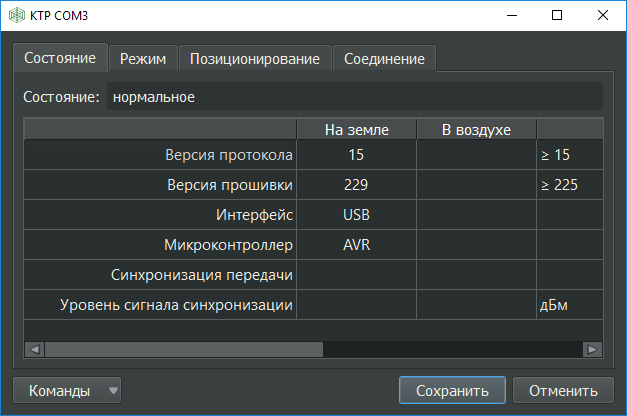 KTP COM3
Состояние Режим Позиционирование Соединение
Состояние: нормальное
На земле В воздухе
Версия протокола 15 ≥ 15
Версия прошивки 229 ≥ 225
Интерфейс USB
Микроконтроллер AVR
Синхронизация передачи
Уровень сигнала синхронизации дБм
Команды Сохранить Отменить